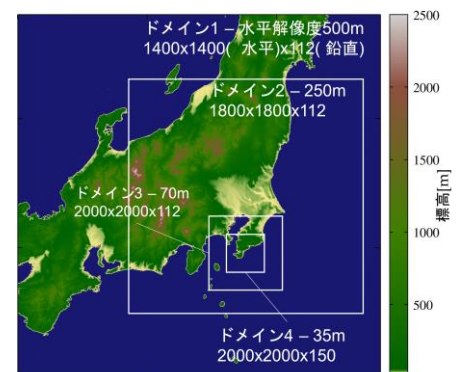 ドメイン1 – 水平解像度500m
1400x1400( 水平)x112( 鉛直)
ドメイン2 – 250m
1800x1800x112
ドメイン3 – 70m
2000x2000x112
ドメイン4 – 35m
2000x2000x150
2500
2000
1500
1000
500
標高[m]